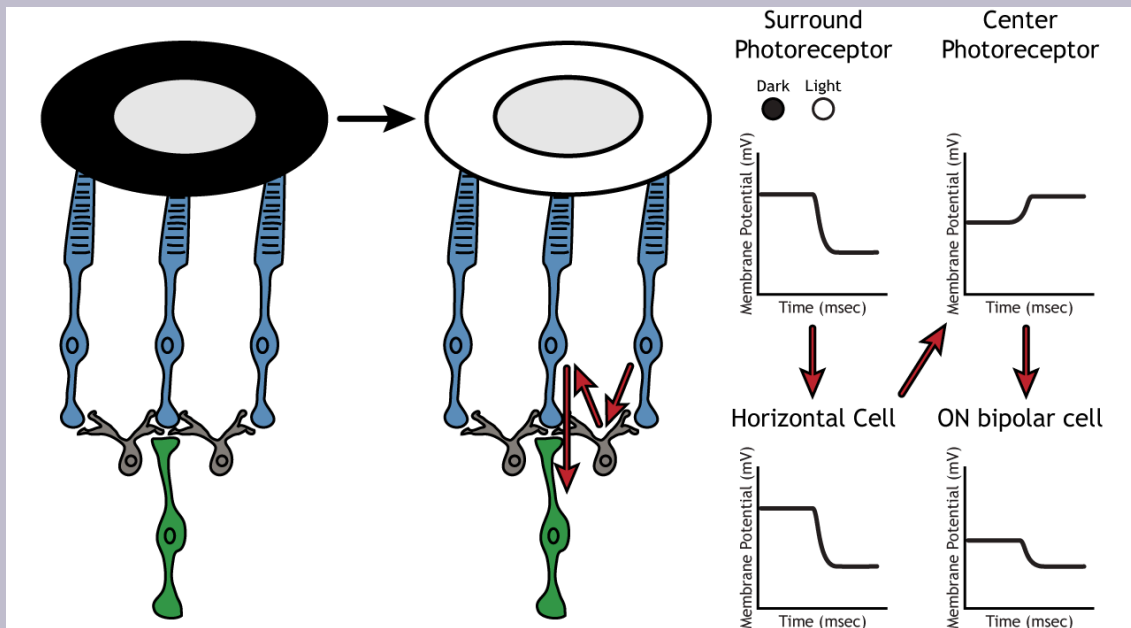 Surround
Photoreceptor
Center
Photoreceptor
Dark
Light
Membrane Potential (mV)
Time (msec)
Membrane Potential (mV)
Time (msec)
Horizontal Cell
ON bipolar cell
Membrane Potential (mV)
Time (msec)
Membrane Potential (mV)
Time (msec)